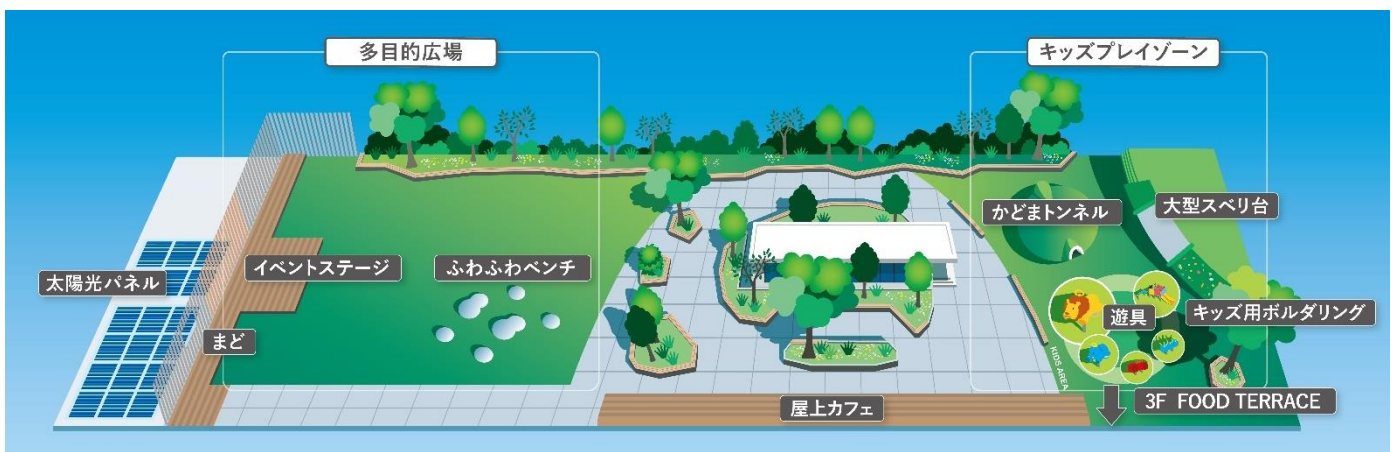 多目的広場
キッズプレイゾーン
かどまトンネル
大型スベリ台
イベントステージ
ふわふわベンチ
太陽光パネル
まど
遊具
キッズ用ボルダリング
KIDS AREA
屋上カフェ
3F FOOD TERRACE